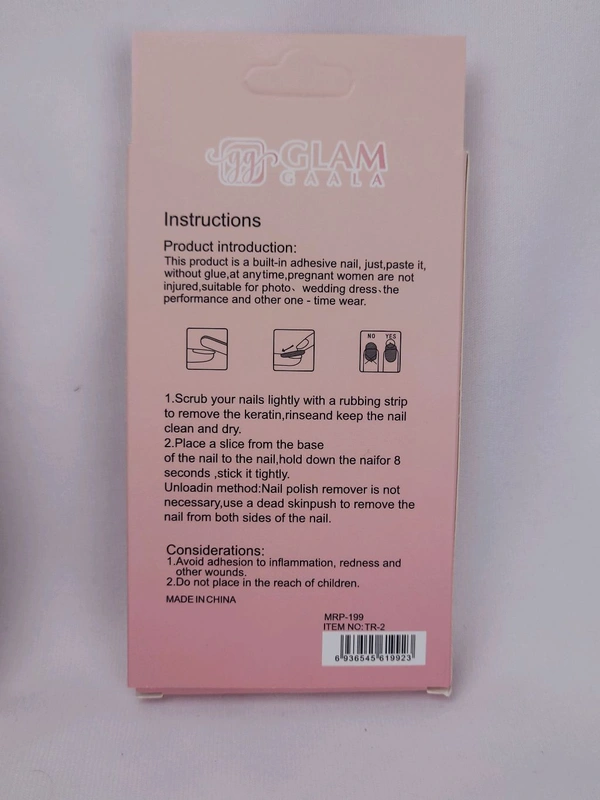 gg GLAM
GAALA
Instructions
Product introduction:
This product is a built-in adhesive nail, just,paste it,
without glue,at anytime,pregnant women are not
injured,suitable for photo、wedding dress、the
performance and other one - time wear.
NO YES
1.Scrub your nails lightly with a rubbing strip
to remove the keratin,rinseand keep the nail
clean and dry.
2.Place a slice from the base
of the nail to the nail,hold down the naifor 8
seconds ,stick it tightly.
Unloadin method:Nail polish remover is not
necessary,use a dead skinpush to remove the
nail from both sides of the nail.
Considerations:
1.Avoid adhesion to inflammation, redness and
other wounds.
2.Do not place in the reach of children.
MADE IN CHINA
MRP-199
ITEM NO: TR-2
6 936545 619923